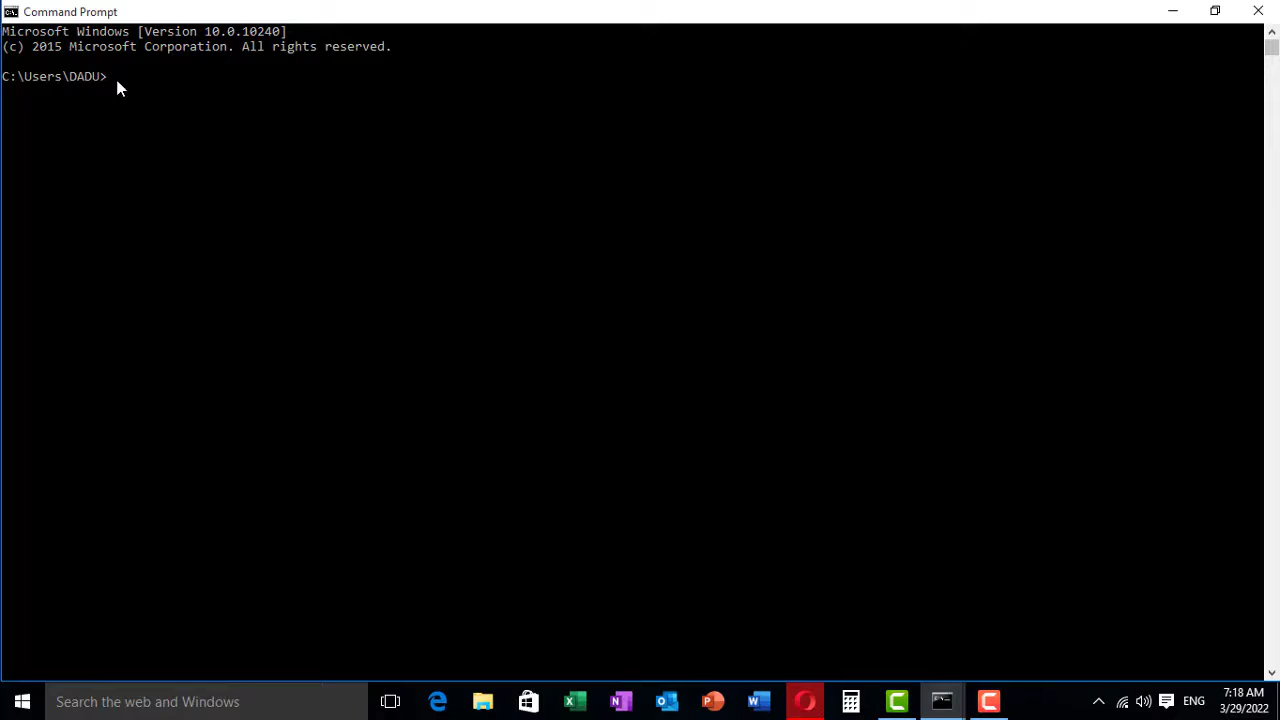 Command Prompt
Microsoft Windows [Version 10.0.10240]
(c) 2015 Microsoft Corporation. All rights reserved.
C:\Users\DADU>
Search the web and Windows
ENG
7:18 AM
3/29/2022